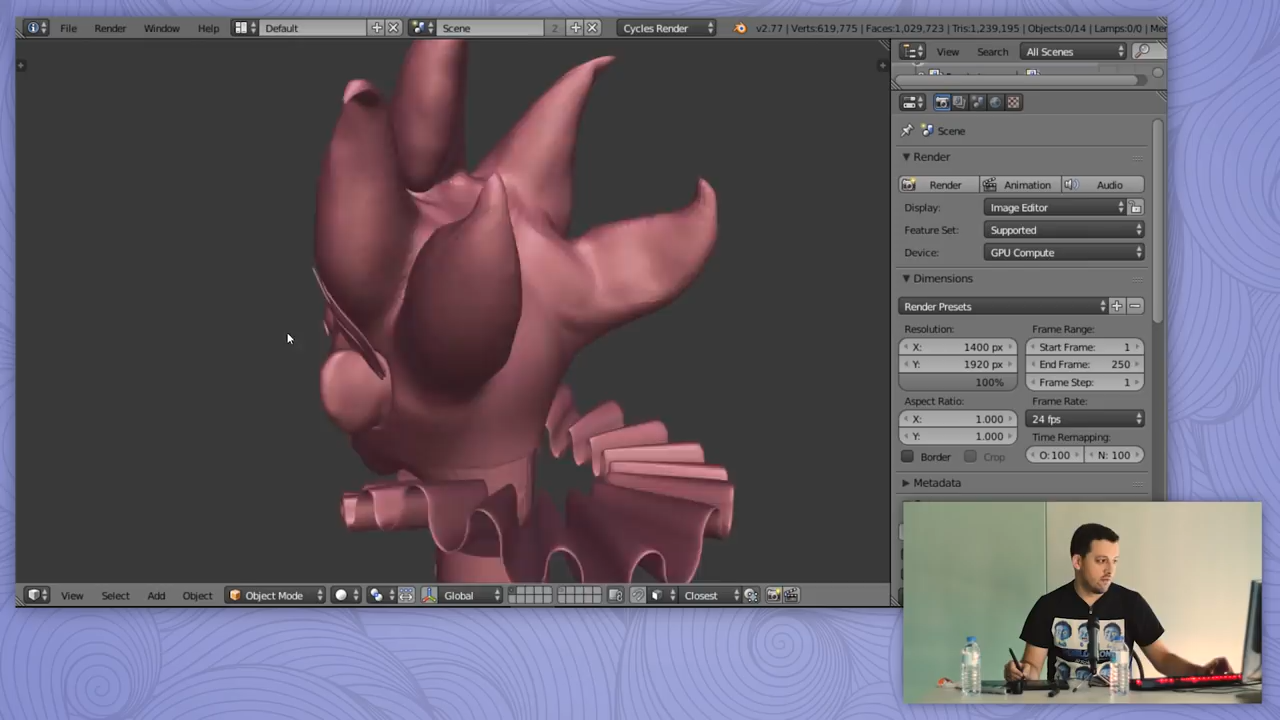 File Render Window Help Default Scene 2 Cycles Render v2.77 | Verts:619,775 | Faces:1,029,723 | Tris:1,239,195 | Objects:0/14 | Lamps:0/0 | Mer
View Search All Scenes
Scene
Render
Render Animation Audio
Display: Image Editor
Feature Set: Supported
Device: GPU Compute
Dimensions
Render Presets
Resolution: Frame Range:
X: 1400 px Start Frame: 1
Y: 1920 px End Frame: 250
100% Frame Step: 1
Aspect Ratio: Frame Rate:
X: 1.000 24 fps
Y: 1.000 Time Remapping:
Border Crop O:100 N: 100
Metadata
View Select Add Object Object Mode Global Closest